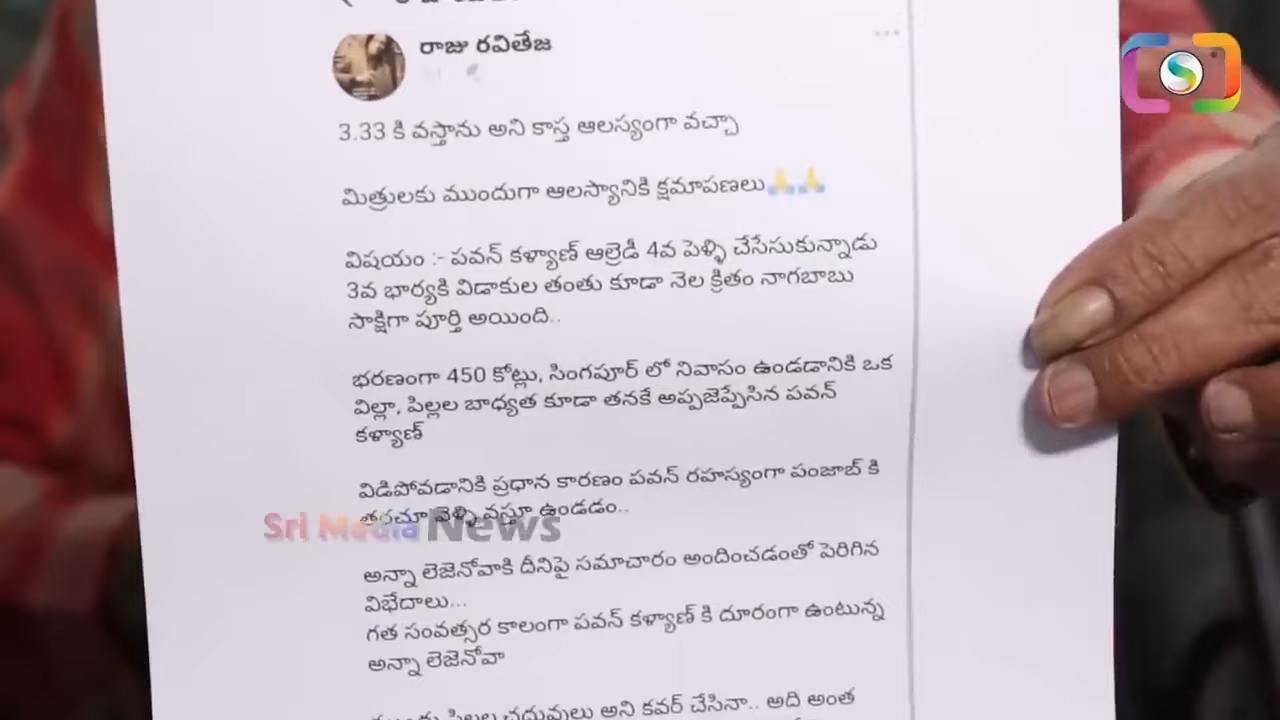 రాజు రవితేజ
3.33 కి వస్తాను అని కాస్త ఆలస్యంగా వచ్చా
మిత్రులకు ముందుగా ఆలస్యానికి క్షమాపణలు🙏🙏
విషయం :- పవన్ కళ్యాణ్ ఆల్రెడీ 4వ పెళ్ళి చేసేసుకున్నాడు
3వ భార్యకి విడాకుల తంతు కూడా నెల క్రితం నాగబాబు
సాక్షిగా పూర్తి అయింది..
భరణంగా 450 కోట్లు, సింగపూర్ లో నివాసం ఉండడానికి ఒక
విల్లా, పిల్లల బాధ్యత కూడా తనకే అప్పజెప్పేసిన పవన్
కళ్యాణ్
విడిపోవడానికి ప్రధాన కారణం పవన్ రహస్యంగా పంజాబ్ కి
తరచూ వెళ్ళి వస్తూ ఉండడం..
Sri Media News
అన్నా లెజెనోవాకి దీనిపై సమాచారం అందించడంతో పెరిగిన
విభేదాలు...
గత సంవత్సర కాలంగా పవన్ కళ్యాణ్ కి దూరంగా ఉంటున్న
అన్నా లెజెనోవా
పిల్లల చదువులు అని కవర్ చేసినా.. అది అంత